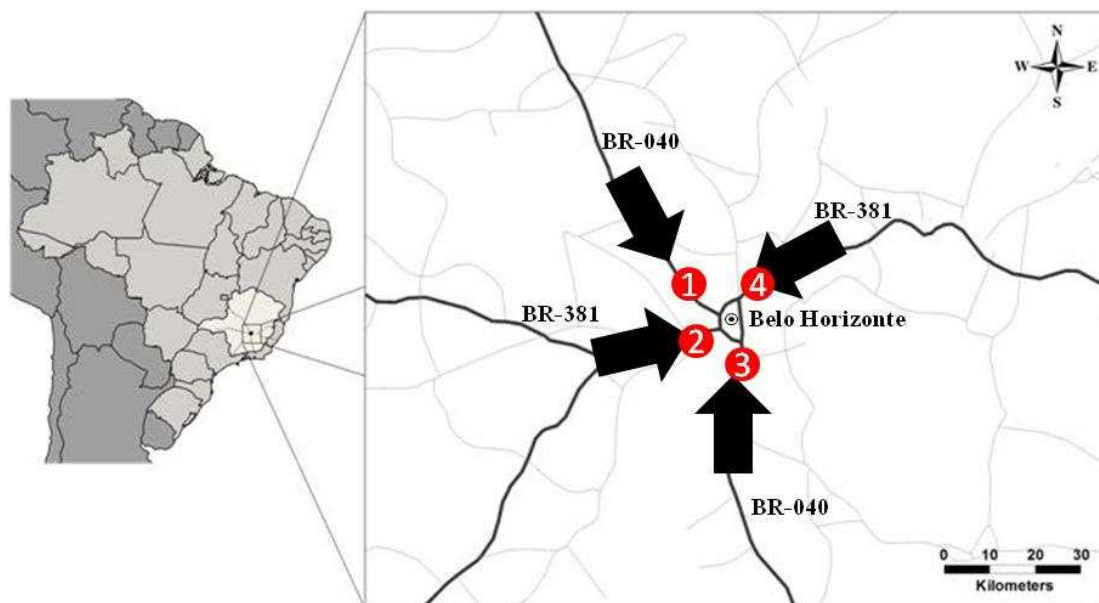 N
W E
S
BR-040
BR-381
1
4
BR-381
Belo Horizonte
2
3
BR-040
0 10 20 30
Kilometers